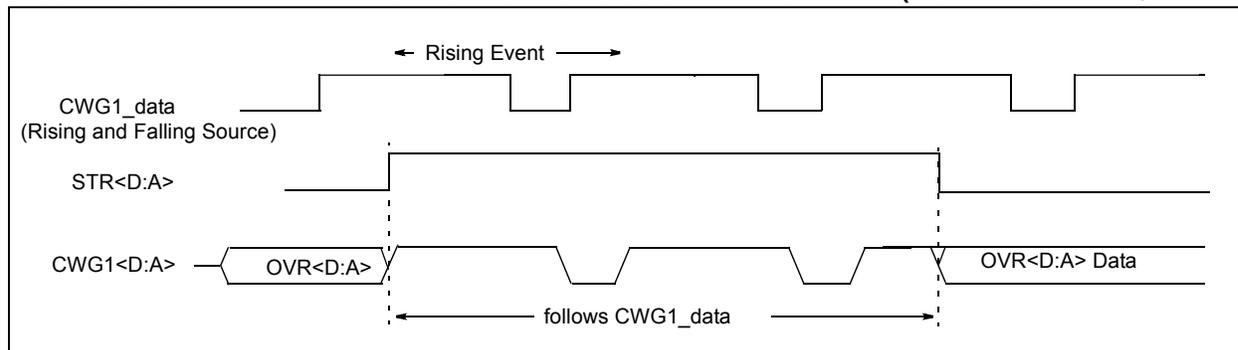 Rising Event
CWG1_data
(Rising and Falling Source)
STR<D:A>
CWG1<D:A>
OVR<D:A>
OVR<D:A> Data
follows CWG1_data